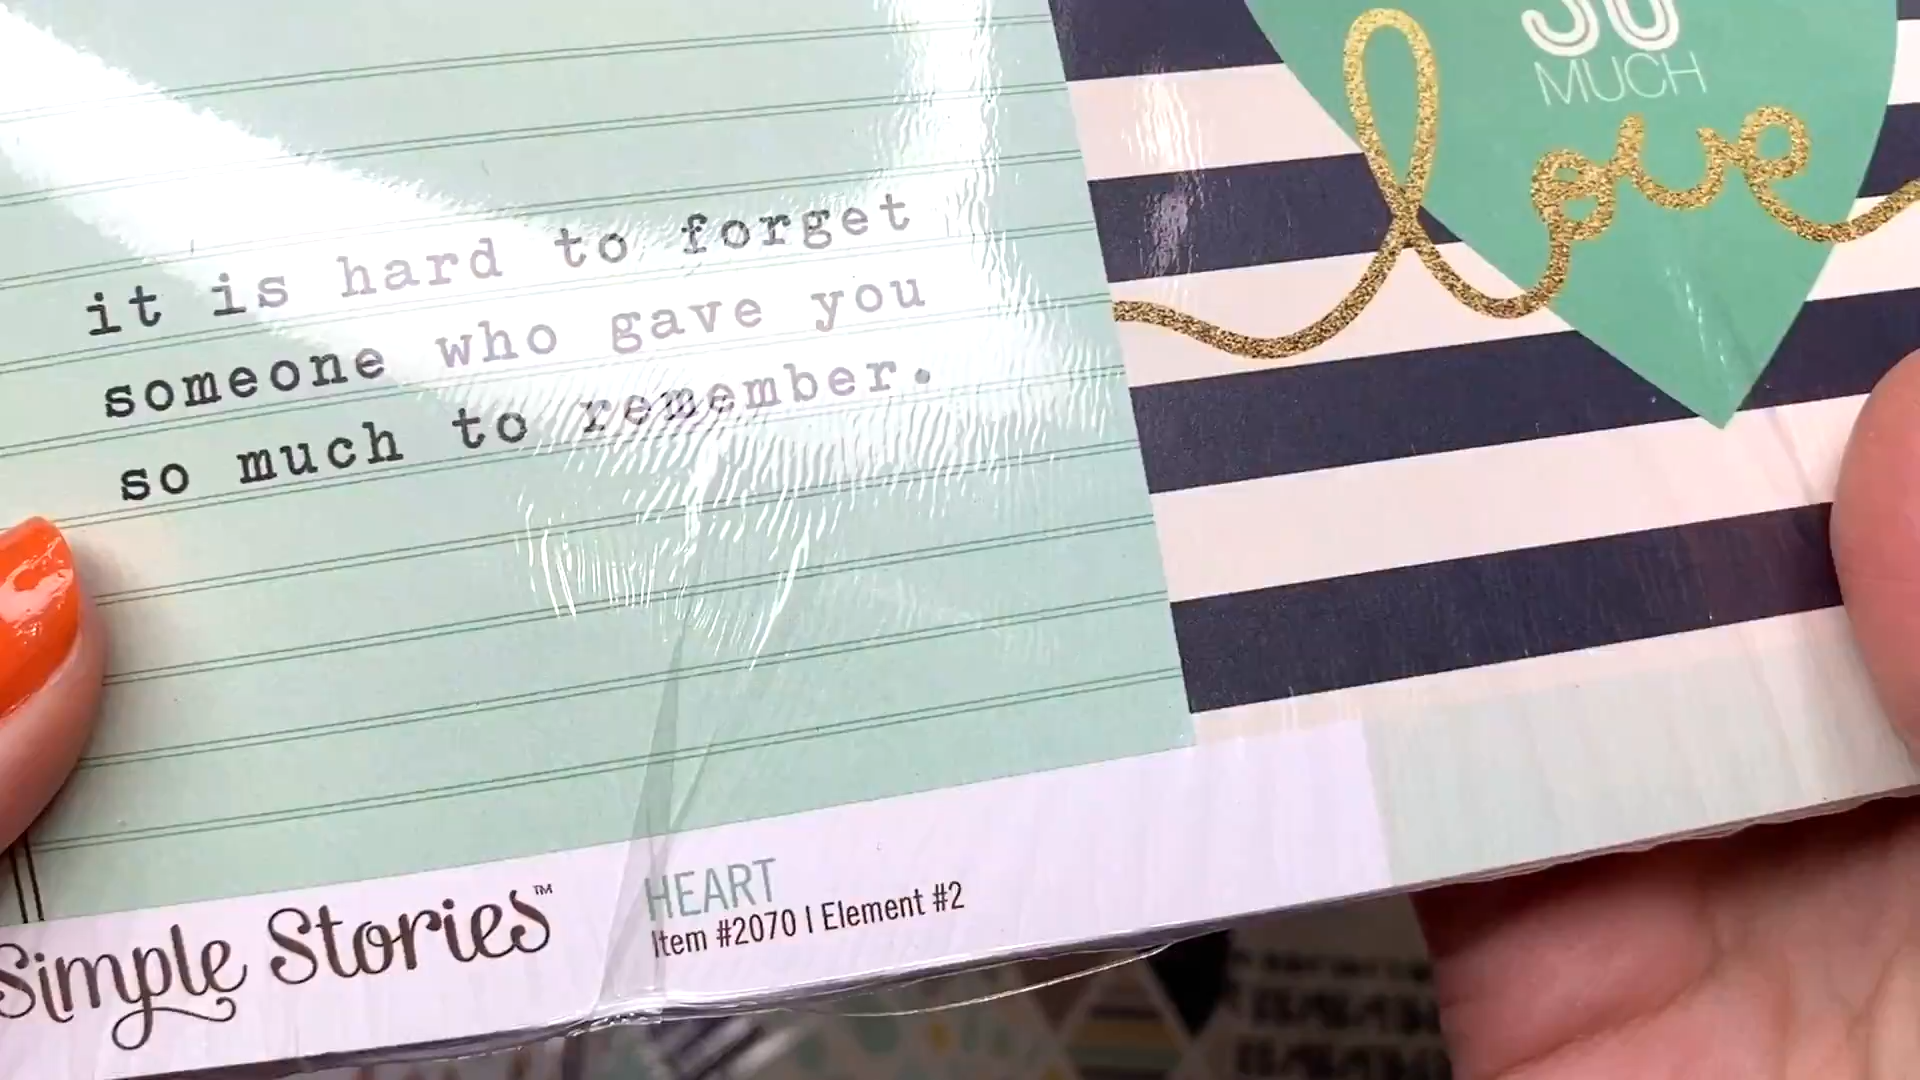 it is hard to forget
someone who gave you
so much to remember.
SO
MUCH
love
Simple Stories™
HEART
Item #2070 | Element #2